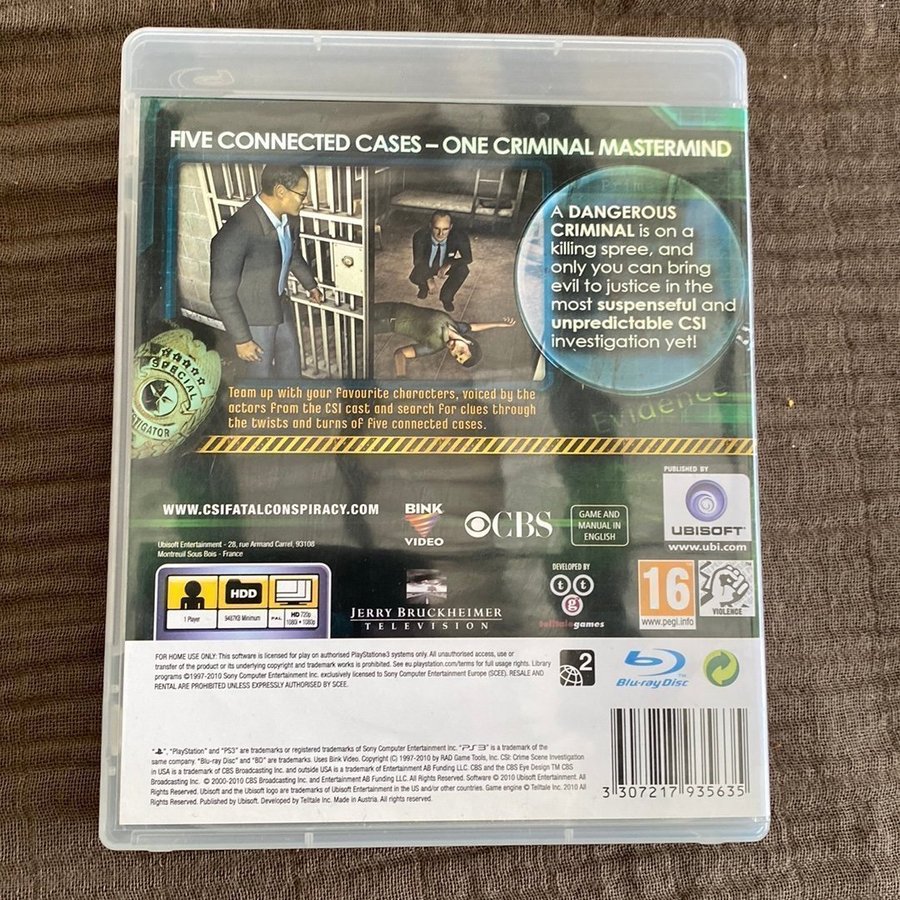 FIVE CONNECTED CASES – ONE CRIMINAL MASTERMIND
A DANGEROUS
CRIMINAL is on a
killing spree, and
only you can bring
evil to justice in the
most suspenseful and
unpredictable CSI
investigation yet!
SPECIAL
Team up with your favourite characters, voiced by the
actors from the CSI cast and search for clues through
the twists and turns of five connected cases.
Evidence
WWW.CSIFATALCONSPIRACY.COM
BINK
VIDEO
CBS
GAME AND
MANUAL IN
ENGLISH
PUBLISHED BY
UBISOFT
www.ubi.com
Ubisoft Entertainment - 28, rue Armand Carrel, 93108
Montreuil Sous Bois - France
1 Player
HDD
9487KB Minimum
PAL
HD 720p
1080i • 1080p
JERRY BRUCKHEIMER
TELEVISION
DEVELOPED BY
ttg
telltalegames
16
www.pegi.info
VIOLENCE
FOR HOME USE ONLY: This software is licensed for play on authorised PlayStation®3 systems only. All unauthorised access, use or
transfer of the product or its underlying copyright and trademark works is prohibited. See eu.playstation.com/terms for full usage rights. Library
programs ©1997-2010 Sony Computer Entertainment Inc. exclusively licensed to Sony Computer Entertainment Europe (SCEE). RESALE AND
RENTAL ARE PROHIBITED UNLESS EXPRESSLY AUTHORISED BY SCEE.
2
Blu-ray Disc
TM
", "PlayStation" and "PS3" are trademarks or registered trademarks of Sony Computer Entertainment Inc. "PS3" is a trademark of the
same company. "Blu-ray Disc" and "BD" are trademarks. Uses Bink Video. Copyright (C) 1997-2010 by RAD Game Tools, Inc. CSI: Crime Scene Investigation
in USA is a trademark of CBS Broadcasting Inc. and outside USA is a trademark of Entertainment AB Funding LLC. CBS and the CBS Eye Design TM CBS
Broadcasting Inc. © 2000-2010 CBS Broadcasting Inc. and Entertainment AB Funding LLC. All Rights Reserved. Software © 2010 Ubisoft Entertainment. All
Rights Reserved. Ubisoft and the Ubisoft logo are trademarks of Ubisoft Entertainment in the US and/or other countries. Game engine © Telltale Inc. 2010 All
Rights Reserved. Published by Ubisoft. Developed by Telltale Inc. Made in Austria. All rights reserved.
3 307217 935635